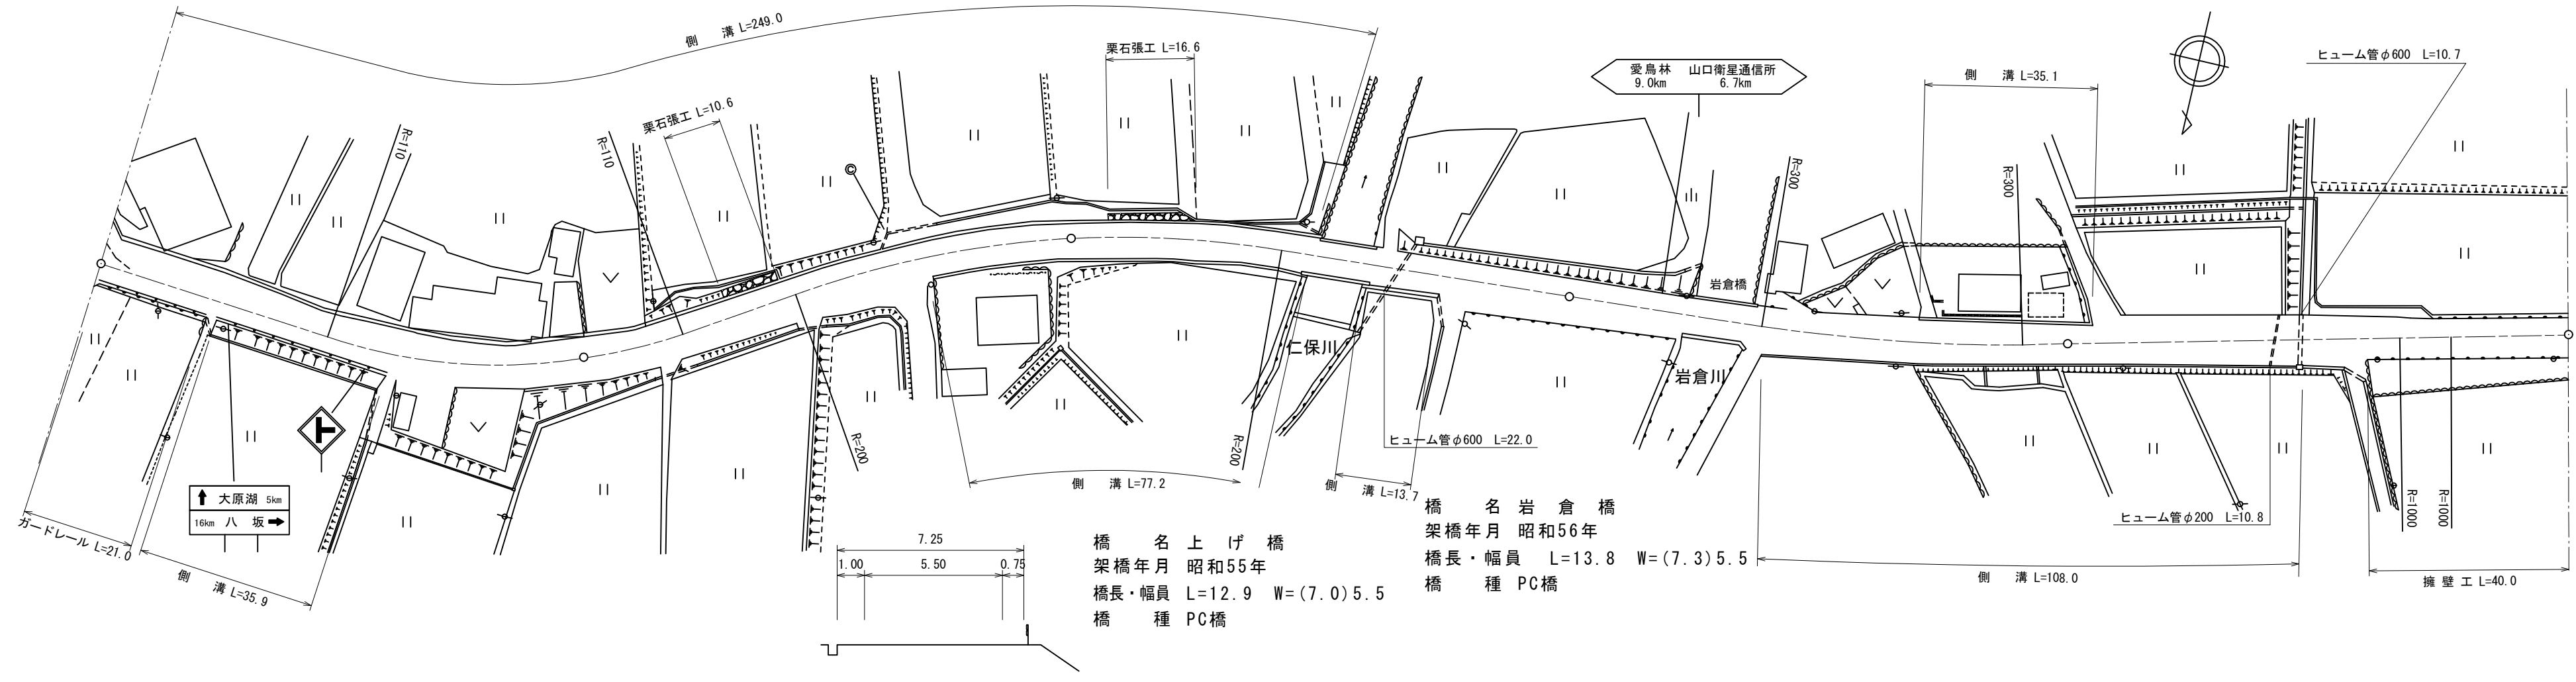 側 溝 L=249.0
栗石張工 L=16.6
栗石張工 L=10.6
愛鳥林 山口衛星通信所
9.0km 6.7km
側 溝 L=35.1
ヒューム管φ600 L=10.7
R=110
R=110
C
R=300
R=300
岩倉橋
仁保川
岩倉川
R=200
R=200
ヒューム管φ600 L=22.0
側 溝 L=77.2
側 溝 L=13.7
大原湖 5km
16km 八 坂
ガードレール L=21.0
側 溝 L=35.9
7.25
1.00 5.50 0.75
橋 名 上 げ 橋
架橋年月 昭和55年
橋長・幅員 L=12.9 W=(7.0)5.5
橋 種 PC橋
橋 名 岩 倉 橋
架橋年月 昭和56年
橋長・幅員 L=13.8 W=(7.3)5.5
橋 種 PC橋
ヒューム管φ200 L=10.8
側 溝 L=108.0
R=1000
R=1000
擁 壁 工 L=40.0